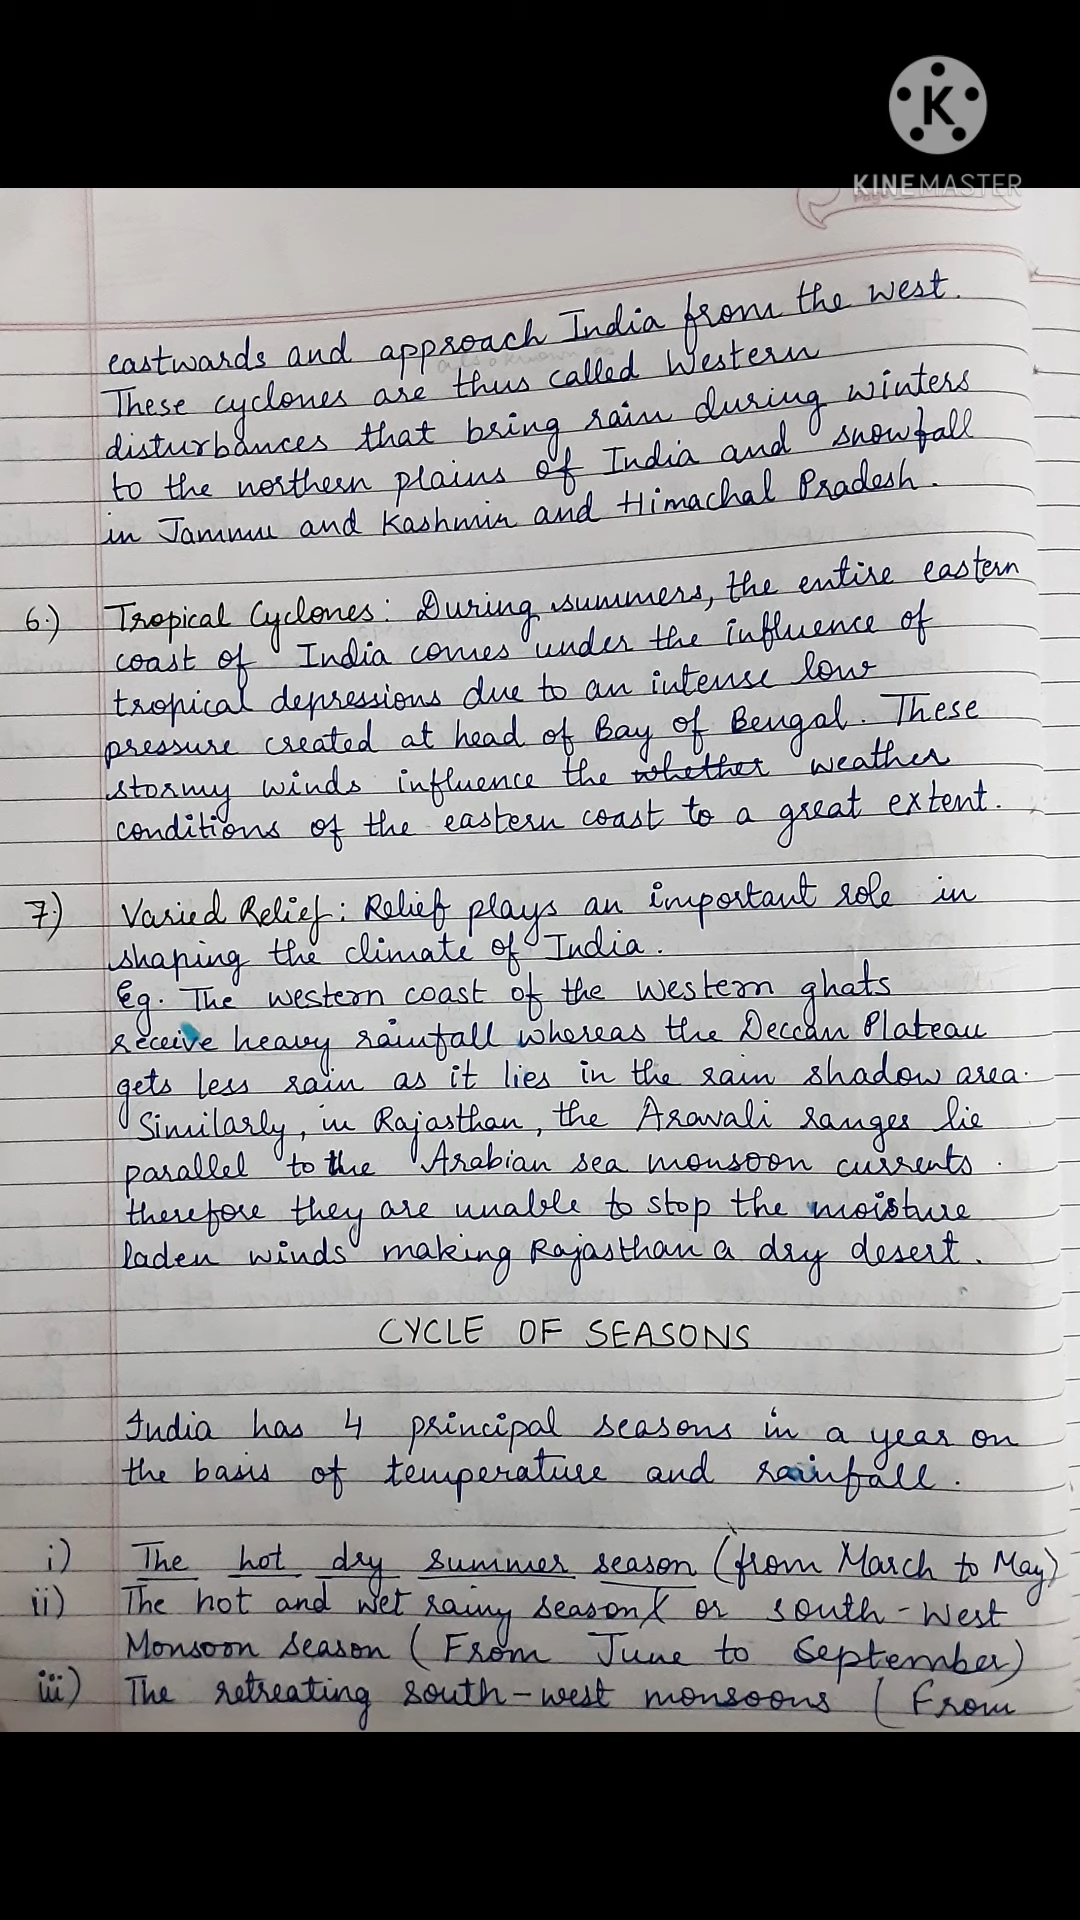 K
KINEMASTER
Page
eastwards and approach India from the west.
These cyclones are thus called Western
disturbances that bring rain during winters
to the northern plains of India and snowfall
in Jammu and Kashmir and Himachal Pradesh.
6.) Tropical Cyclones: During summers, the entire eastern
coast of India comes under the influence of
tropical depressions due to an intense low
pressure created at head of Bay of Bengal. These
stormy winds influence the whether weather
conditions of the eastern coast to a great extent.
7.) Varied Relief: Relief plays an important role in
shaping the climate of India.
Eg. The western coast of the western ghats
receive heavy rainfall whereas the Deccan Plateau
gets less rain as it lies in the rain shadow area.
Similarly, in Rajasthan, the Aravali ranges lie
parallel to the Arabian sea monsoon currents.
therefore they are unable to stop the moisture
laden winds making Rajasthan a dry desert.
CYCLE OF SEASONS
India has 4 principal seasons in a year on
the basis of temperature and rainfall.
i) The hot dry summer season (from March to May)
ii) The hot and wet rainy season or south-West
Monsoon season (From June to September)
iii) The retreating south-west monsoons (From